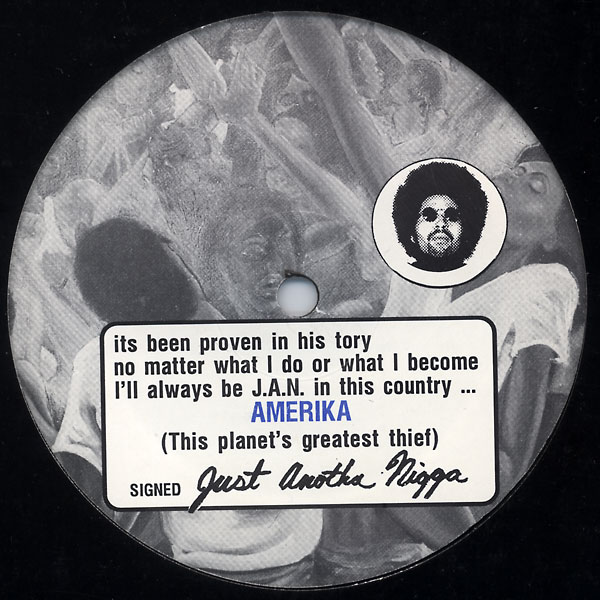 its been proven in his tory
no matter what I do or what I become
I'll always be J.A.N. in this country ...
AMERIKA
(This planet's greatest thief)
SIGNED Just Anotha Nigga